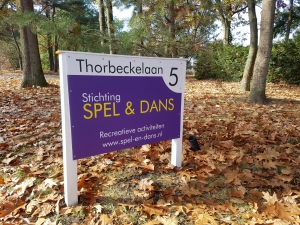 Thorbeckelaan 5
Stichting
SPEL & DANS
Recreatieve activiteiten
www.spel-en-dans.nl